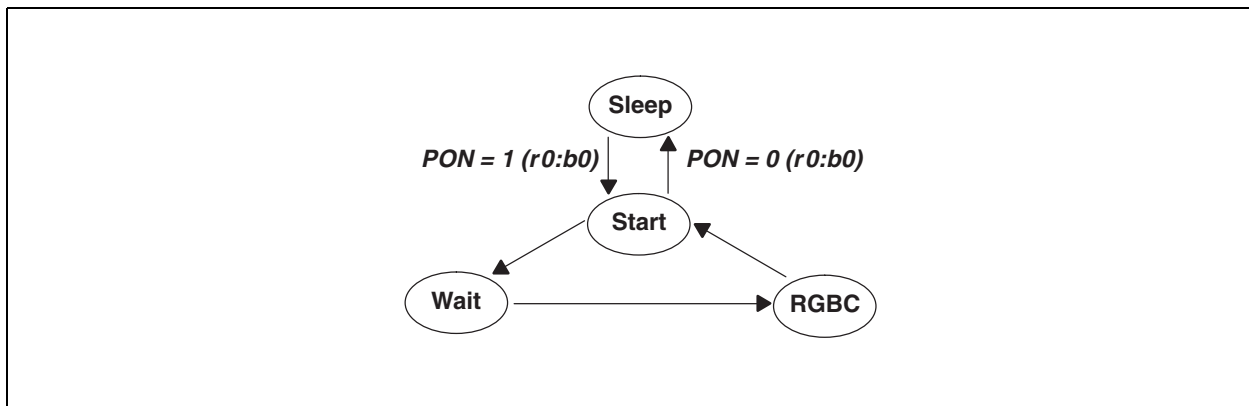 Sleep
PON = 1 (r0:b0)
PON = 0 (r0:b0)
Start
Wait
RGBC